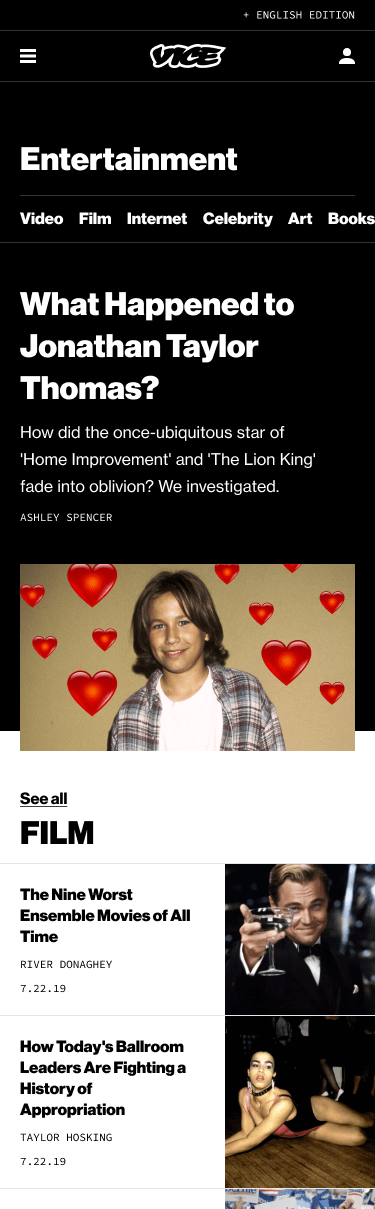 + ENGLISH EDITION
VICE
Entertainment
Video Film Internet Celebrity Art Books
What Happened to
Jonathan Taylor
Thomas?
How did the once-ubiquitous star of
'Home Improvement' and 'The Lion King'
fade into oblivion? We investigated.
ASHLEY SPENCER
See all
FILM
The Nine Worst
Ensemble Movies of All
Time
RIVER DONAGHEY
7.22.19
How Today's Ballroom
Leaders Are Fighting a
History of
Appropriation
TAYLOR HOSKING
7.22.19